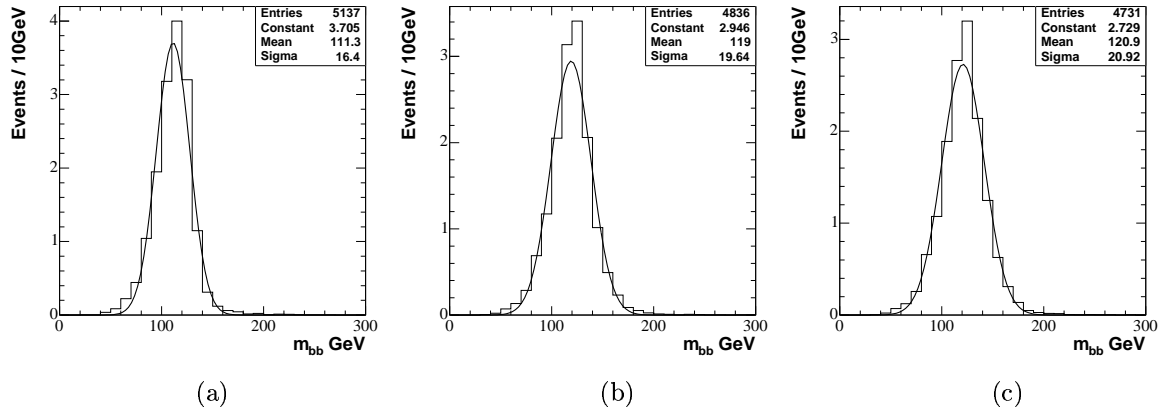 Events / 10GeV
Entries 5137
Constant 3.705
Mean 111.3
Sigma 16.4
4
3
2
1
0
0 100 200 300
m_bb GeV
(a)
Events / 10GeV
Entries 4836
Constant 2.946
Mean 119
Sigma 19.64
3
2
1
0
0 100 200 300
m_bb GeV
(b)
Events / 10GeV
Entries 4731
Constant 2.729
Mean 120.9
Sigma 20.92
3
2
1
0
0 100 200 300
m_bb GeV
(c)